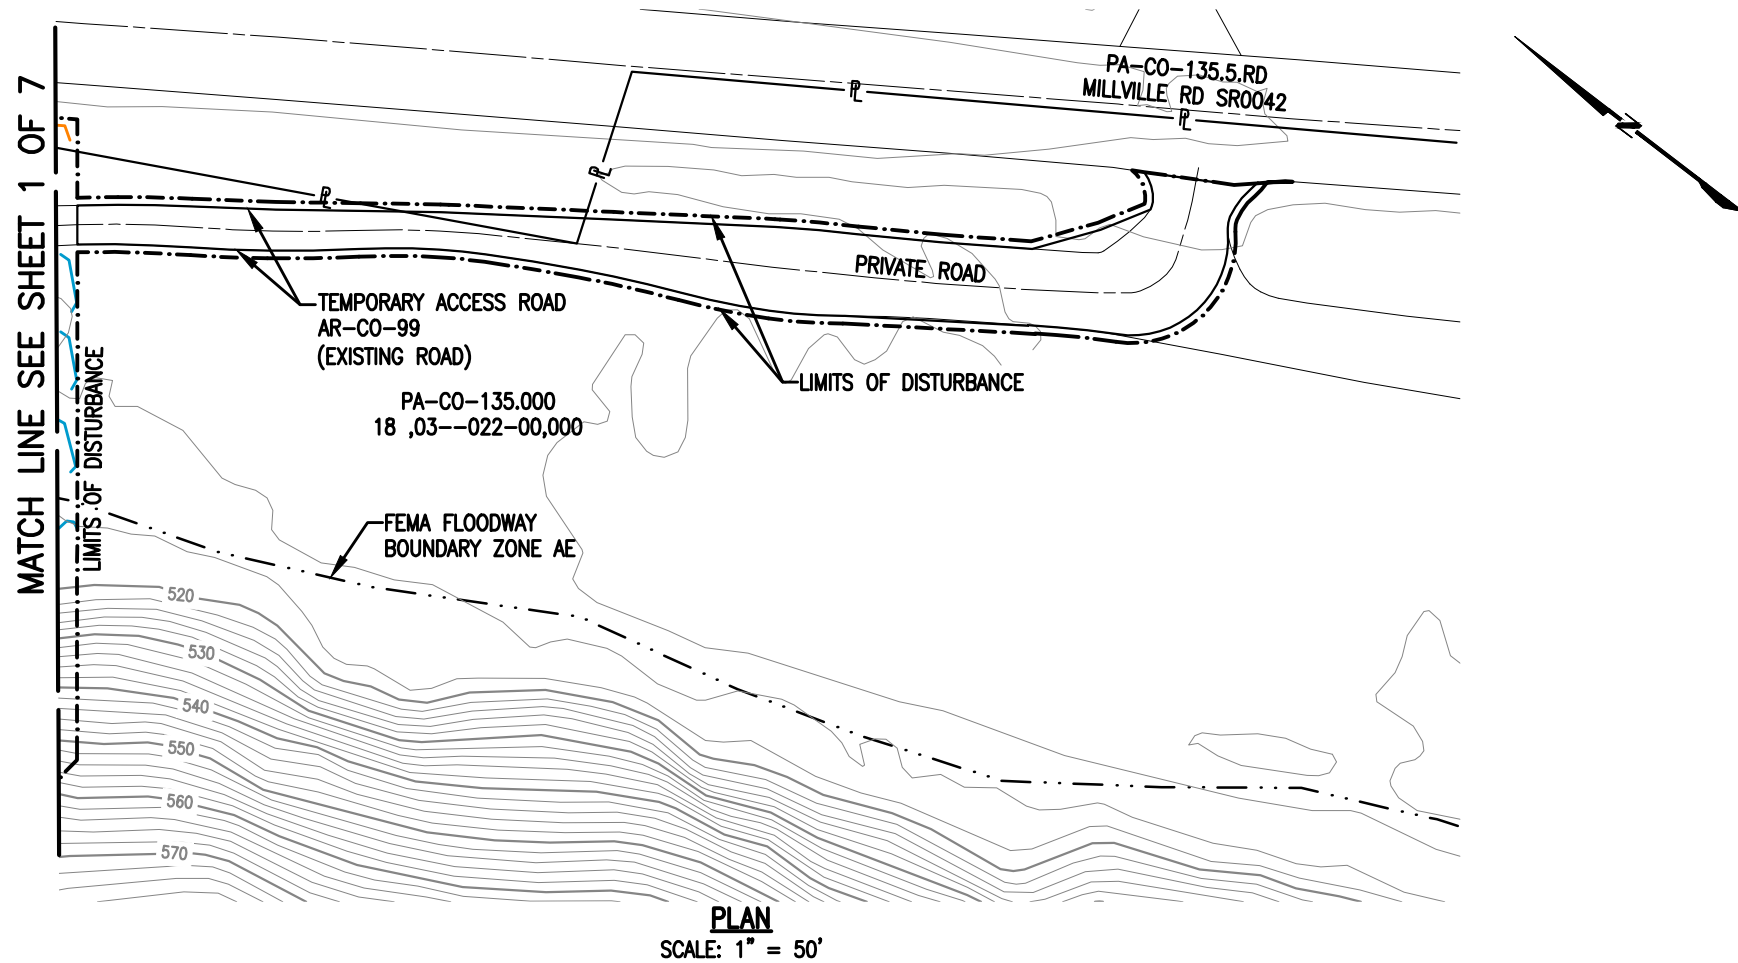 MATCH LINE SEE SHEET 1 OF 7
PA-CO-135.5.RD
MILLVILLE RD SR0042
PL
PL
PL
PL
N
PRIVATE ROAD
TEMPORARY ACCESS ROAD
AR-CO-99
(EXISTING ROAD)
LIMITS OF DISTURBANCE
LIMITS OF DISTURBANCE
PA-CO-135.000
18 ,03--022-00,000
FEMA FLOODWAY
BOUNDARY ZONE AE
520
530
540
550
560
570
PLAN
SCALE: 1" = 50'